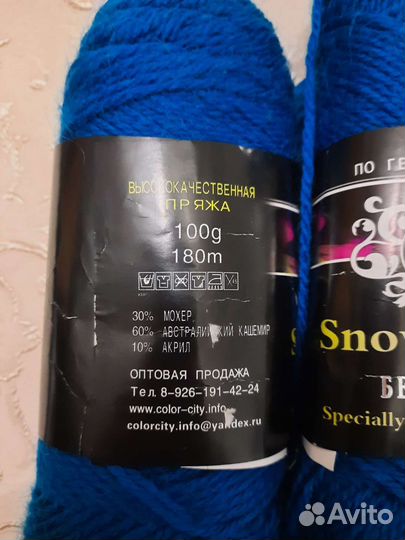 ВЫСОКОКАЧЕСТВЕННАЯ
ПРЯЖА
100g
180m
30% МОХЕР,
60% АВСТРАЛИЙСКИЙ КАШЕМИР
10% АКРИЛ
ОПТОВАЯ ПРОДАЖА
Тел. 8-926-191-42-24
www.color-city.info
colorcity.info@yandex.ru
ПО
Specially
Avito